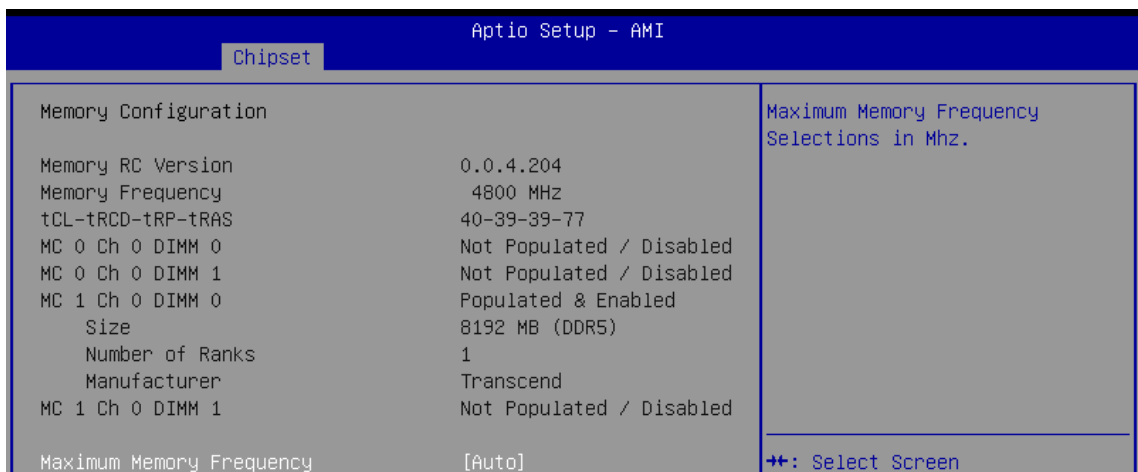 Aptio Setup – AMI
Chipset
Memory Configuration
Memory RC Version 0.0.4.204
Memory Frequency 4800 MHz
tCL-tRCD-tRP-tRAS 40-39-39-77
MC 0 Ch 0 DIMM 0 Not Populated / Disabled
MC 0 Ch 0 DIMM 1 Not Populated / Disabled
MC 1 Ch 0 DIMM 0 Populated & Enabled
Size 8192 MB (DDR5)
Number of Ranks 1
Manufacturer Transcend
MC 1 Ch 0 DIMM 1 Not Populated / Disabled
Maximum Memory Frequency [Auto]
Maximum Memory Frequency
Selections in Mhz.
→←: Select Screen